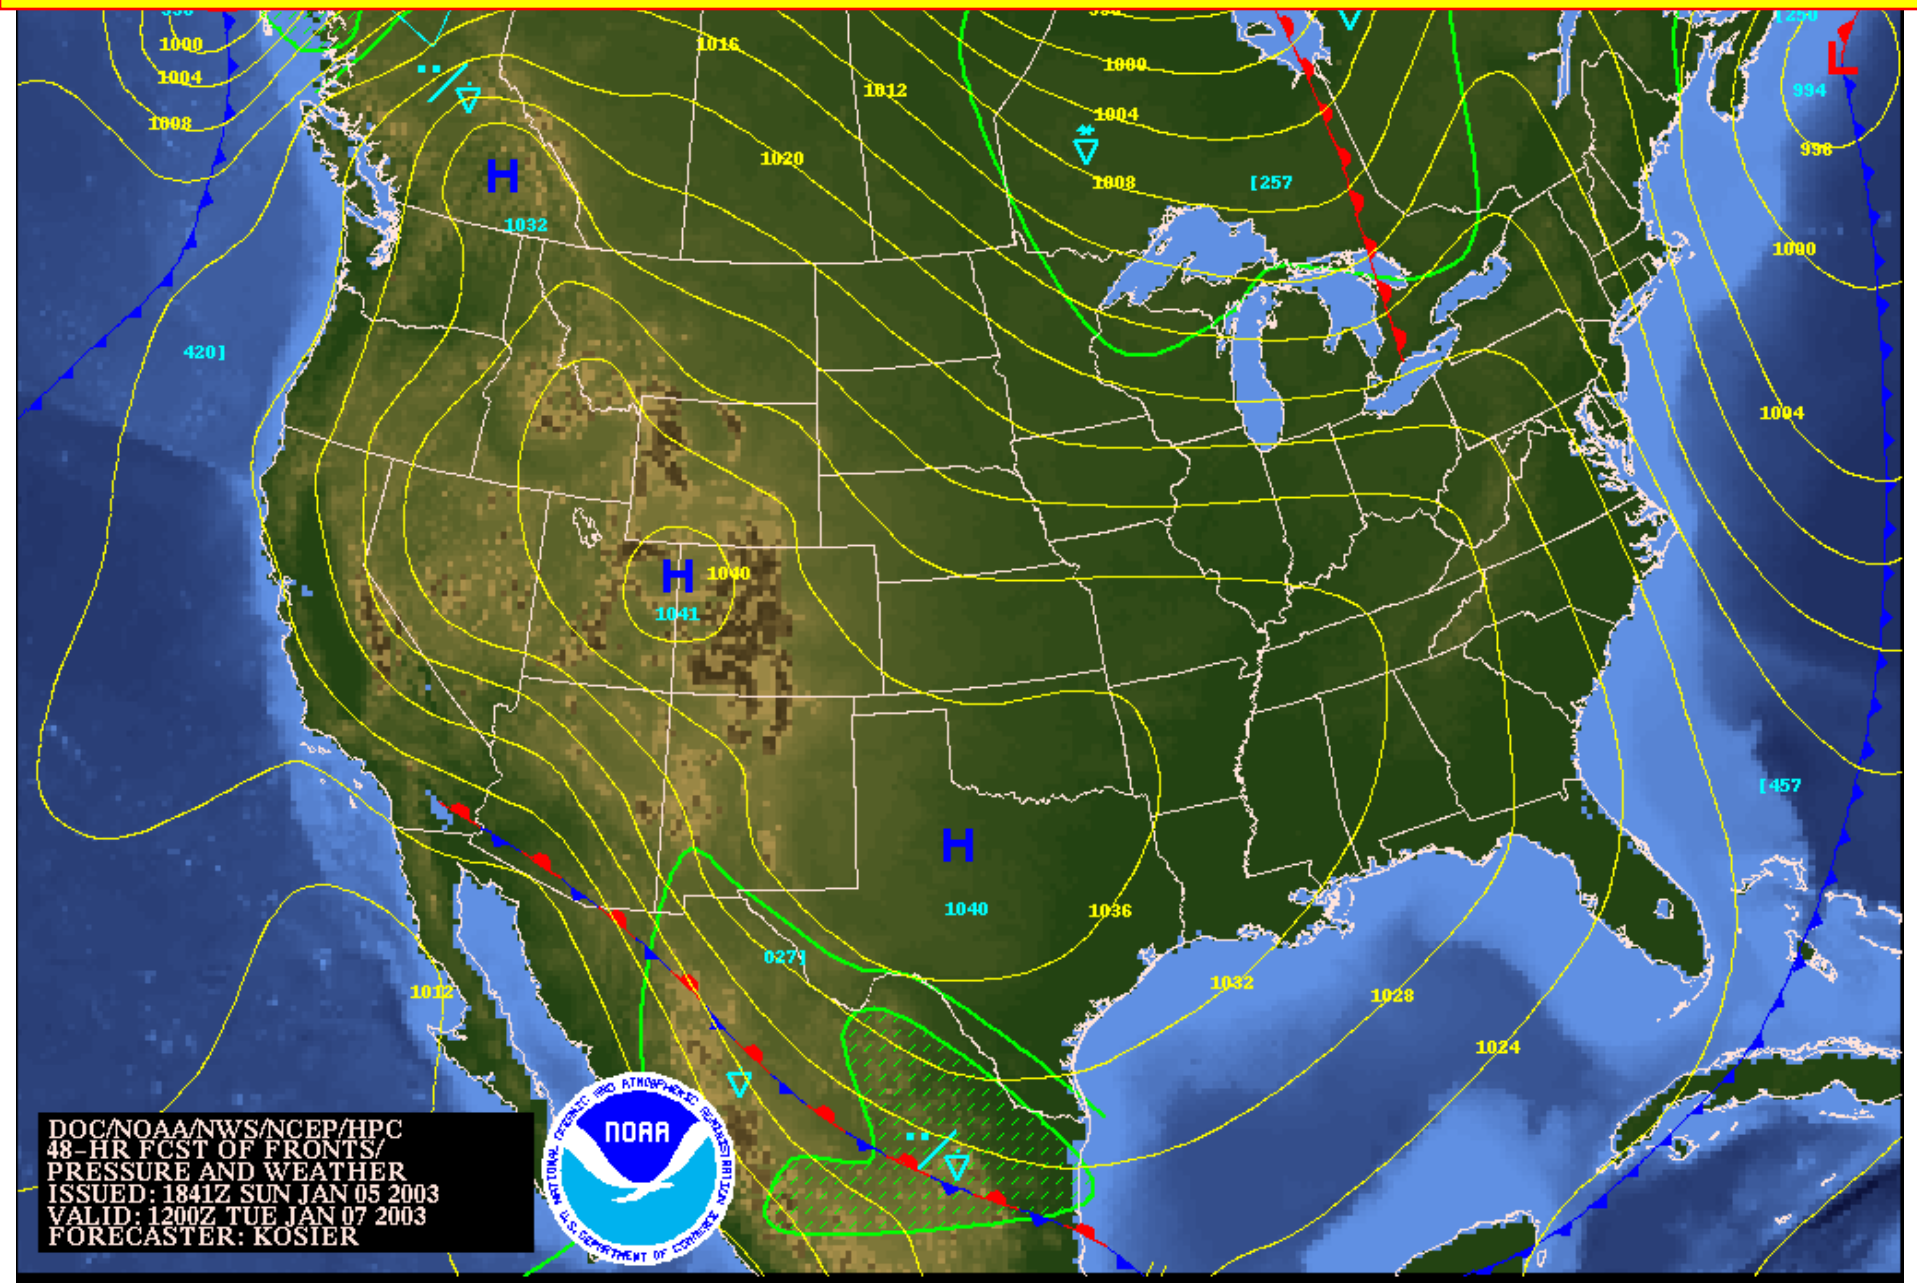 1000
1004
1008
1016
1012
1020
1000
1004
1008
[257
[250
L
994
998
1000
1004
H
1032
420]
H
1040
1041
H
1040
1036
[457
027]
1012
1032
1028
1024
DOC/NOAA/NWS/NCEP/HPC
48-HR FCST OF FRONTS/
PRESSURE AND WEATHER
ISSUED: 1841Z SUN JAN 05 2003
VALID: 1200Z TUE JAN 07 2003
FORECASTER: KOSIER
NATIONAL OCEANIC AND ATMOSPHERIC ADMINISTRATION
NOAA
U.S. DEPARTMENT OF COMMERCE